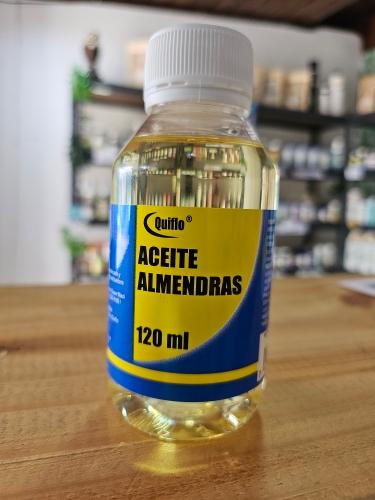 Quiflo®
ACEITE
ALMENDRAS
120 ml